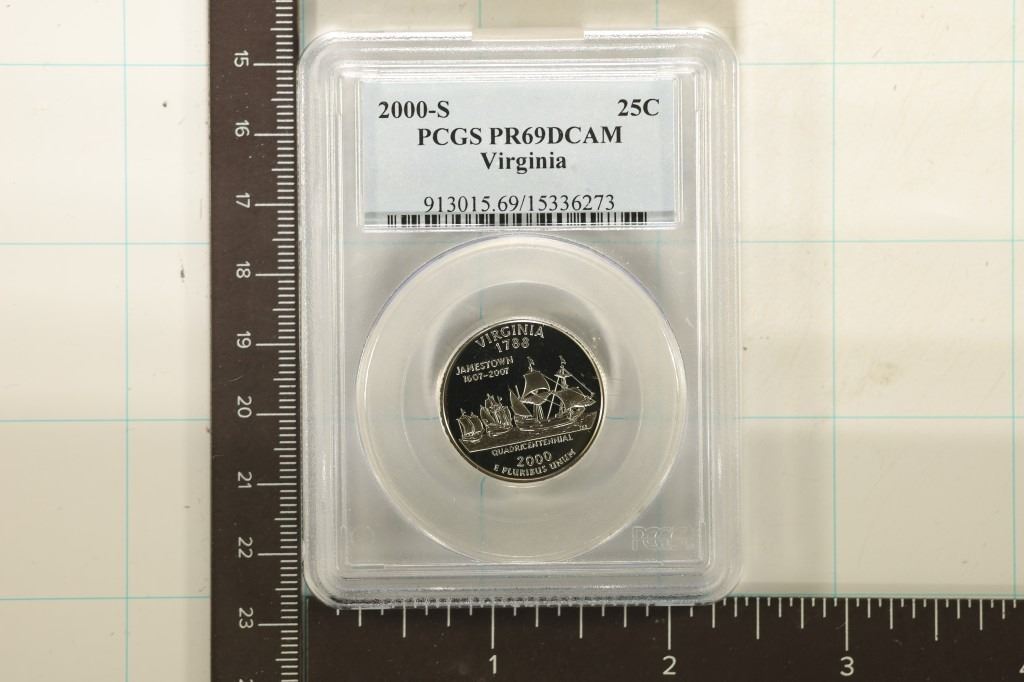 2000-S 25C
PCGS PR69DCAM
Virginia
913015.69/15336273
VIRGINIA
1788
JAMESTOWN
1607-2007
QUADRICENTENNIAL
2000
E PLURIBUS UNUM
PCGS
15
16
17
18
19
20
21
22
23
1 2 3